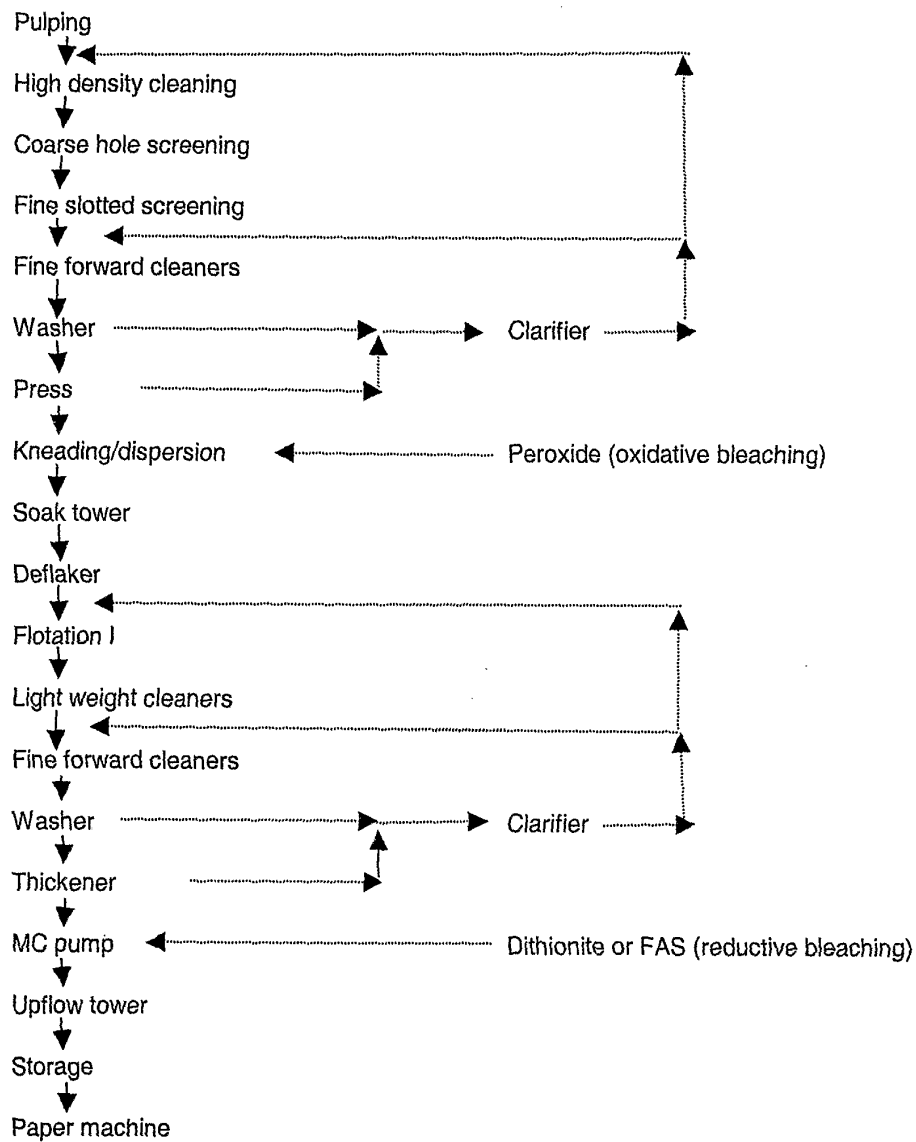 Pulping
High density cleaning
Coarse hole screening
Fine slotted screening
Fine forward cleaners
Washer
Clarifier
Press
Kneading/dispersion
Peroxide (oxidative bleaching)
Soak tower
Deflaker
Flotation I
Light weight cleaners
Fine forward cleaners
Washer
Clarifier
Thickener
MC pump
Dithionite or FAS (reductive bleaching)
Upflow tower
Storage
Paper machine